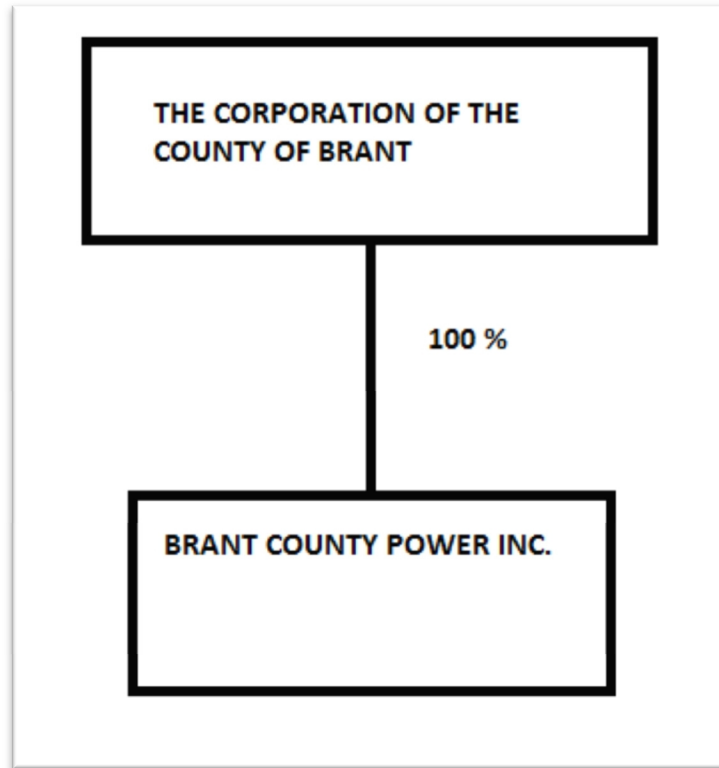 THE CORPORATION OF THE
COUNTY OF BRANT
100 %
BRANT COUNTY POWER INC.